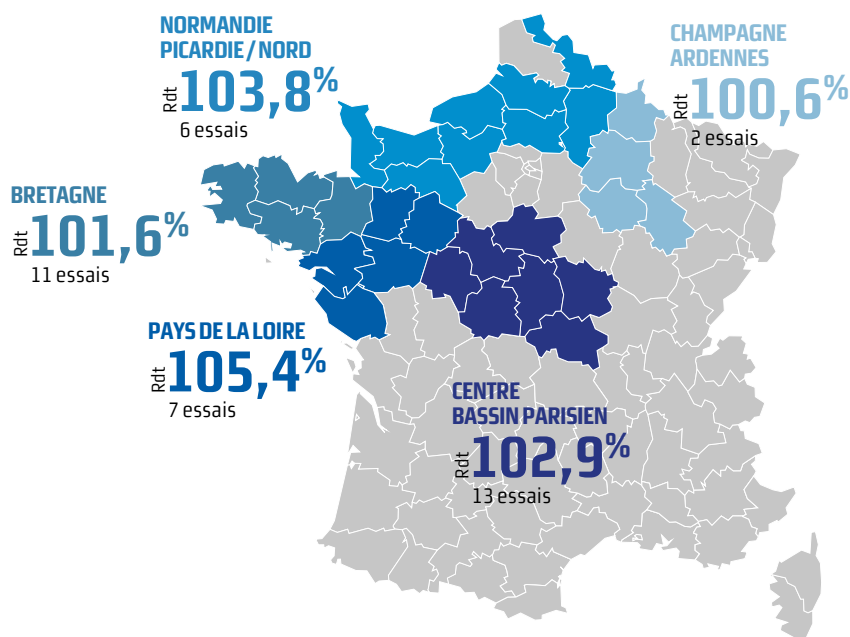 NORMANDIE
PICARDIE / NORD
Rdt 103,8%
6 essais
CHAMPAGNE
ARDENNES
Rdt 100,6%
2 essais
BRETAGNE
Rdt 101,6%
11 essais
PAYS DE LA LOIRE
Rdt 105,4%
7 essais
CENTRE
BASSIN PARISIEN
Rdt 102,9%
13 essais